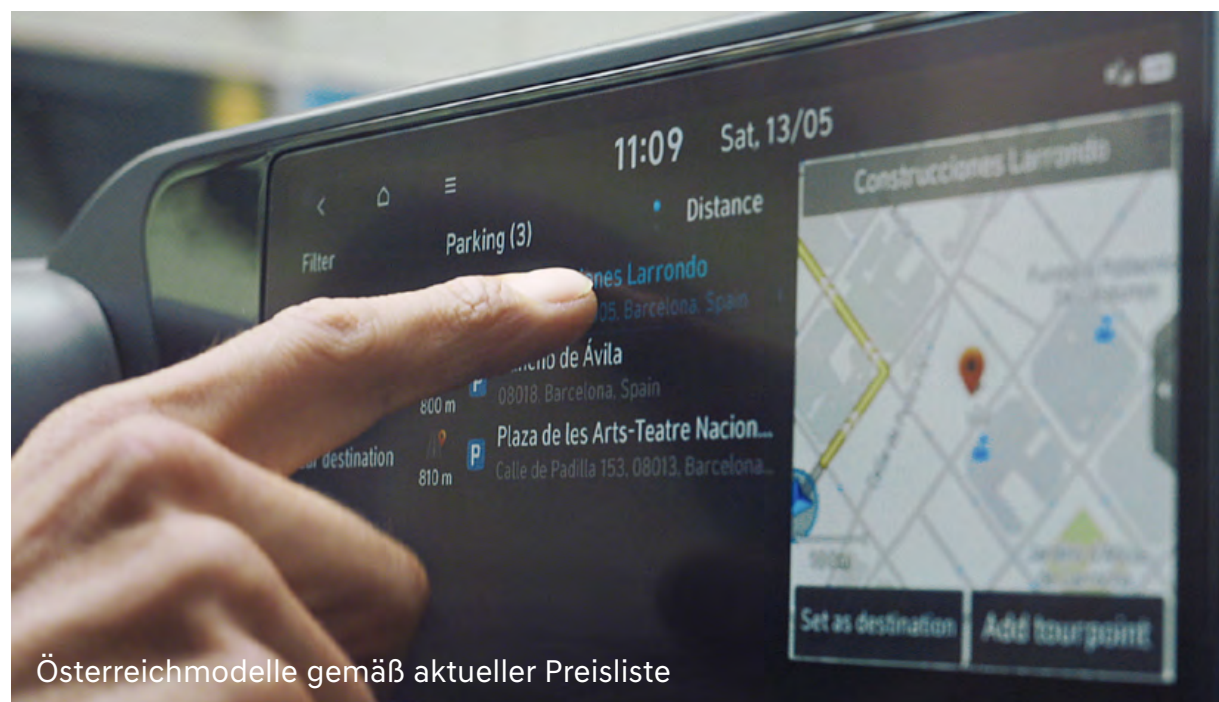 11:09 Sat, 13/05
Construcciones Larrondo
Distance
Parking (3)
Filter
Larrondo
05, Barcelona, Spain
de Ávila
800 m P 08018, Barcelona, Spain
Plaza de les Arts-Teatre Nacion...
destination
810 m P Calle de Padilla 153, 08013, Barcelona...
Set as destination
Add tourpoint
Österreichmodelle gemäß aktueller Preisliste